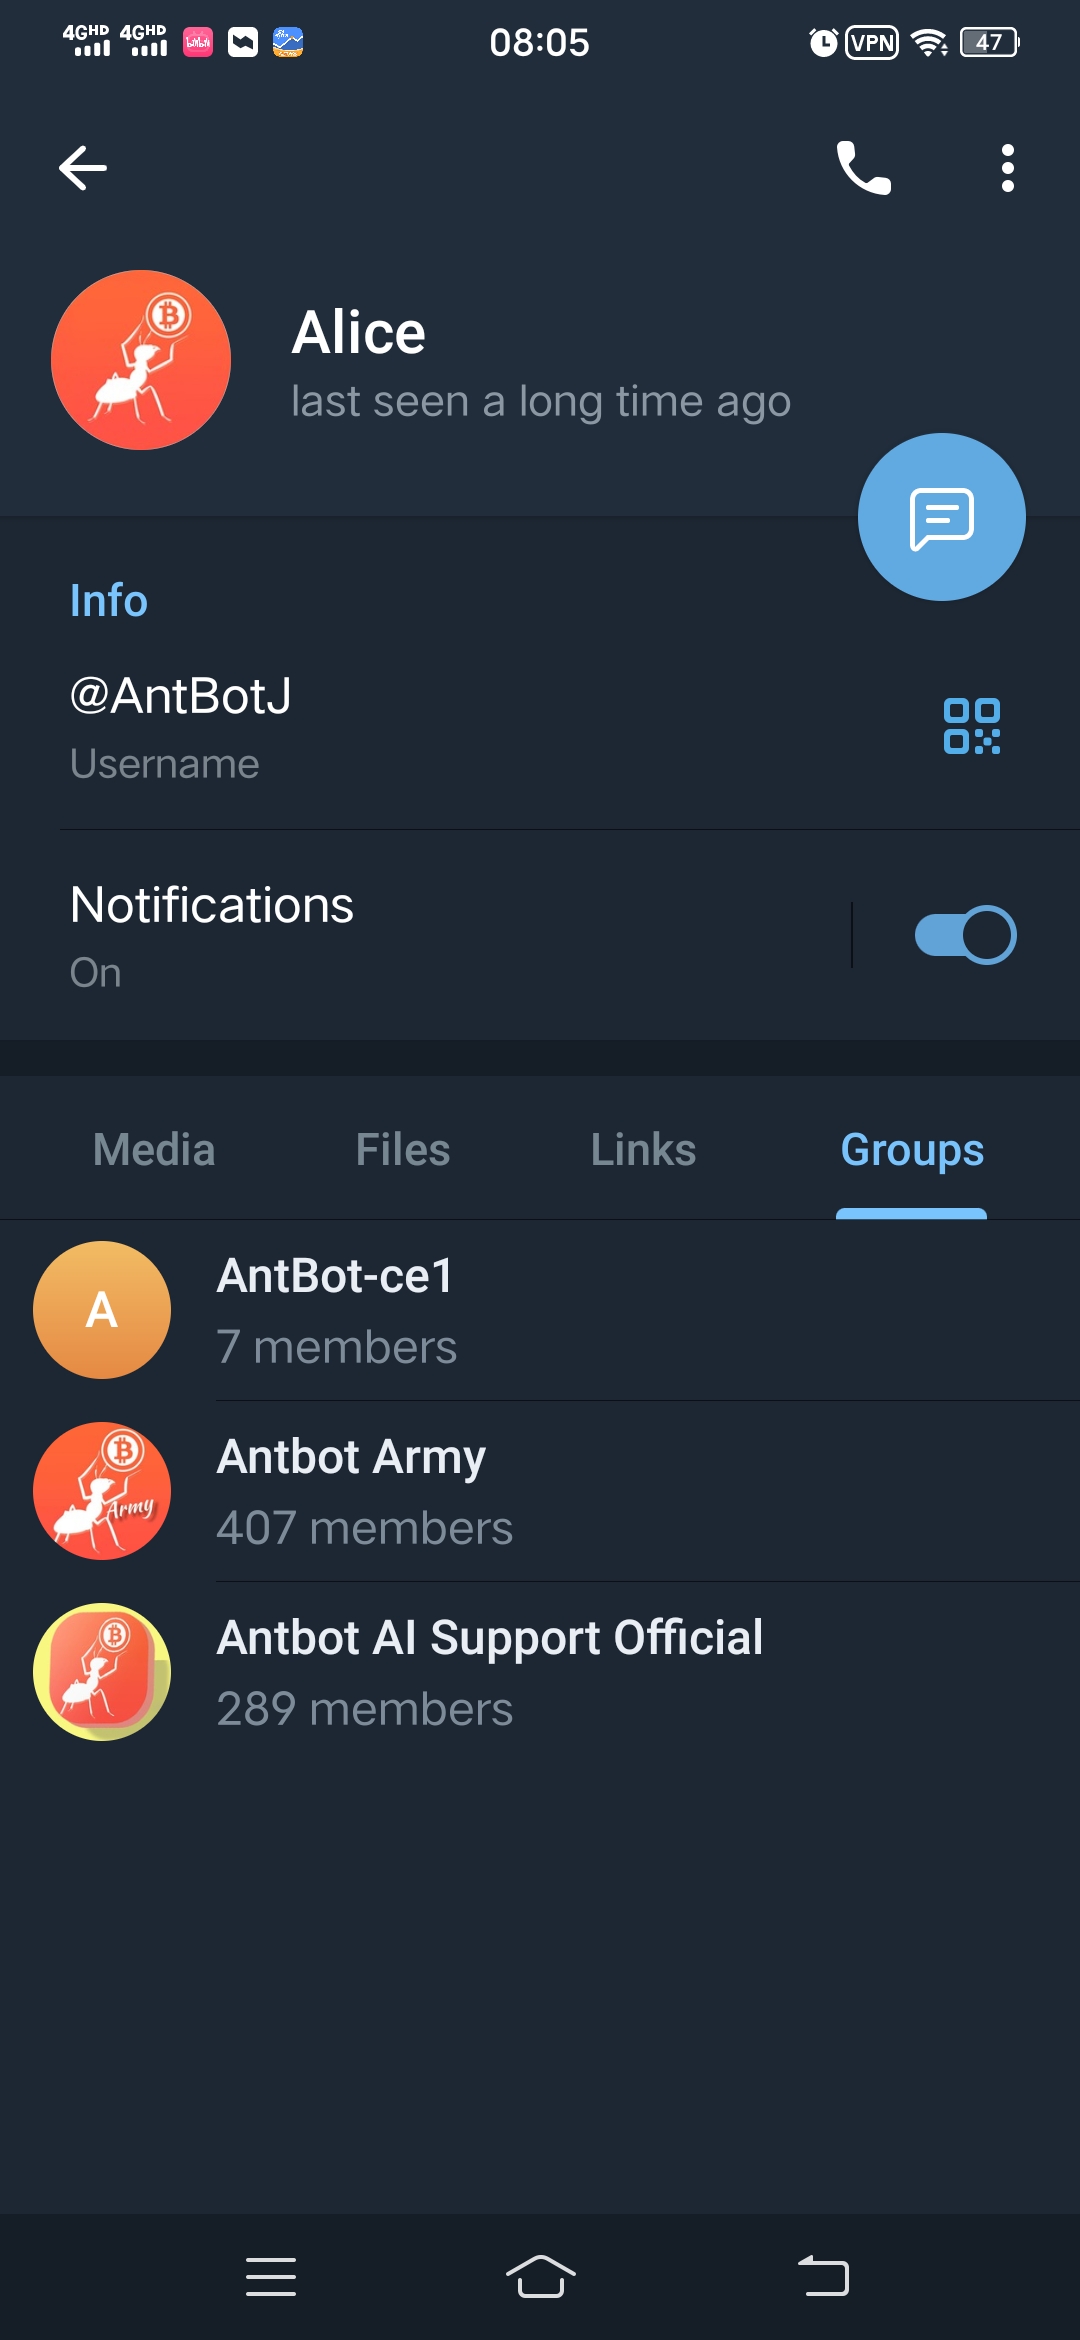 4GHD 4GHD 08:05 VPN 47
Alice
last seen a long time ago
Info
@AntBotJ
Username
Notifications
On
Media Files Links Groups
A
AntBot-ce1
7 members
Army
Antbot Army
407 members
Antbot AI Support Official
289 members